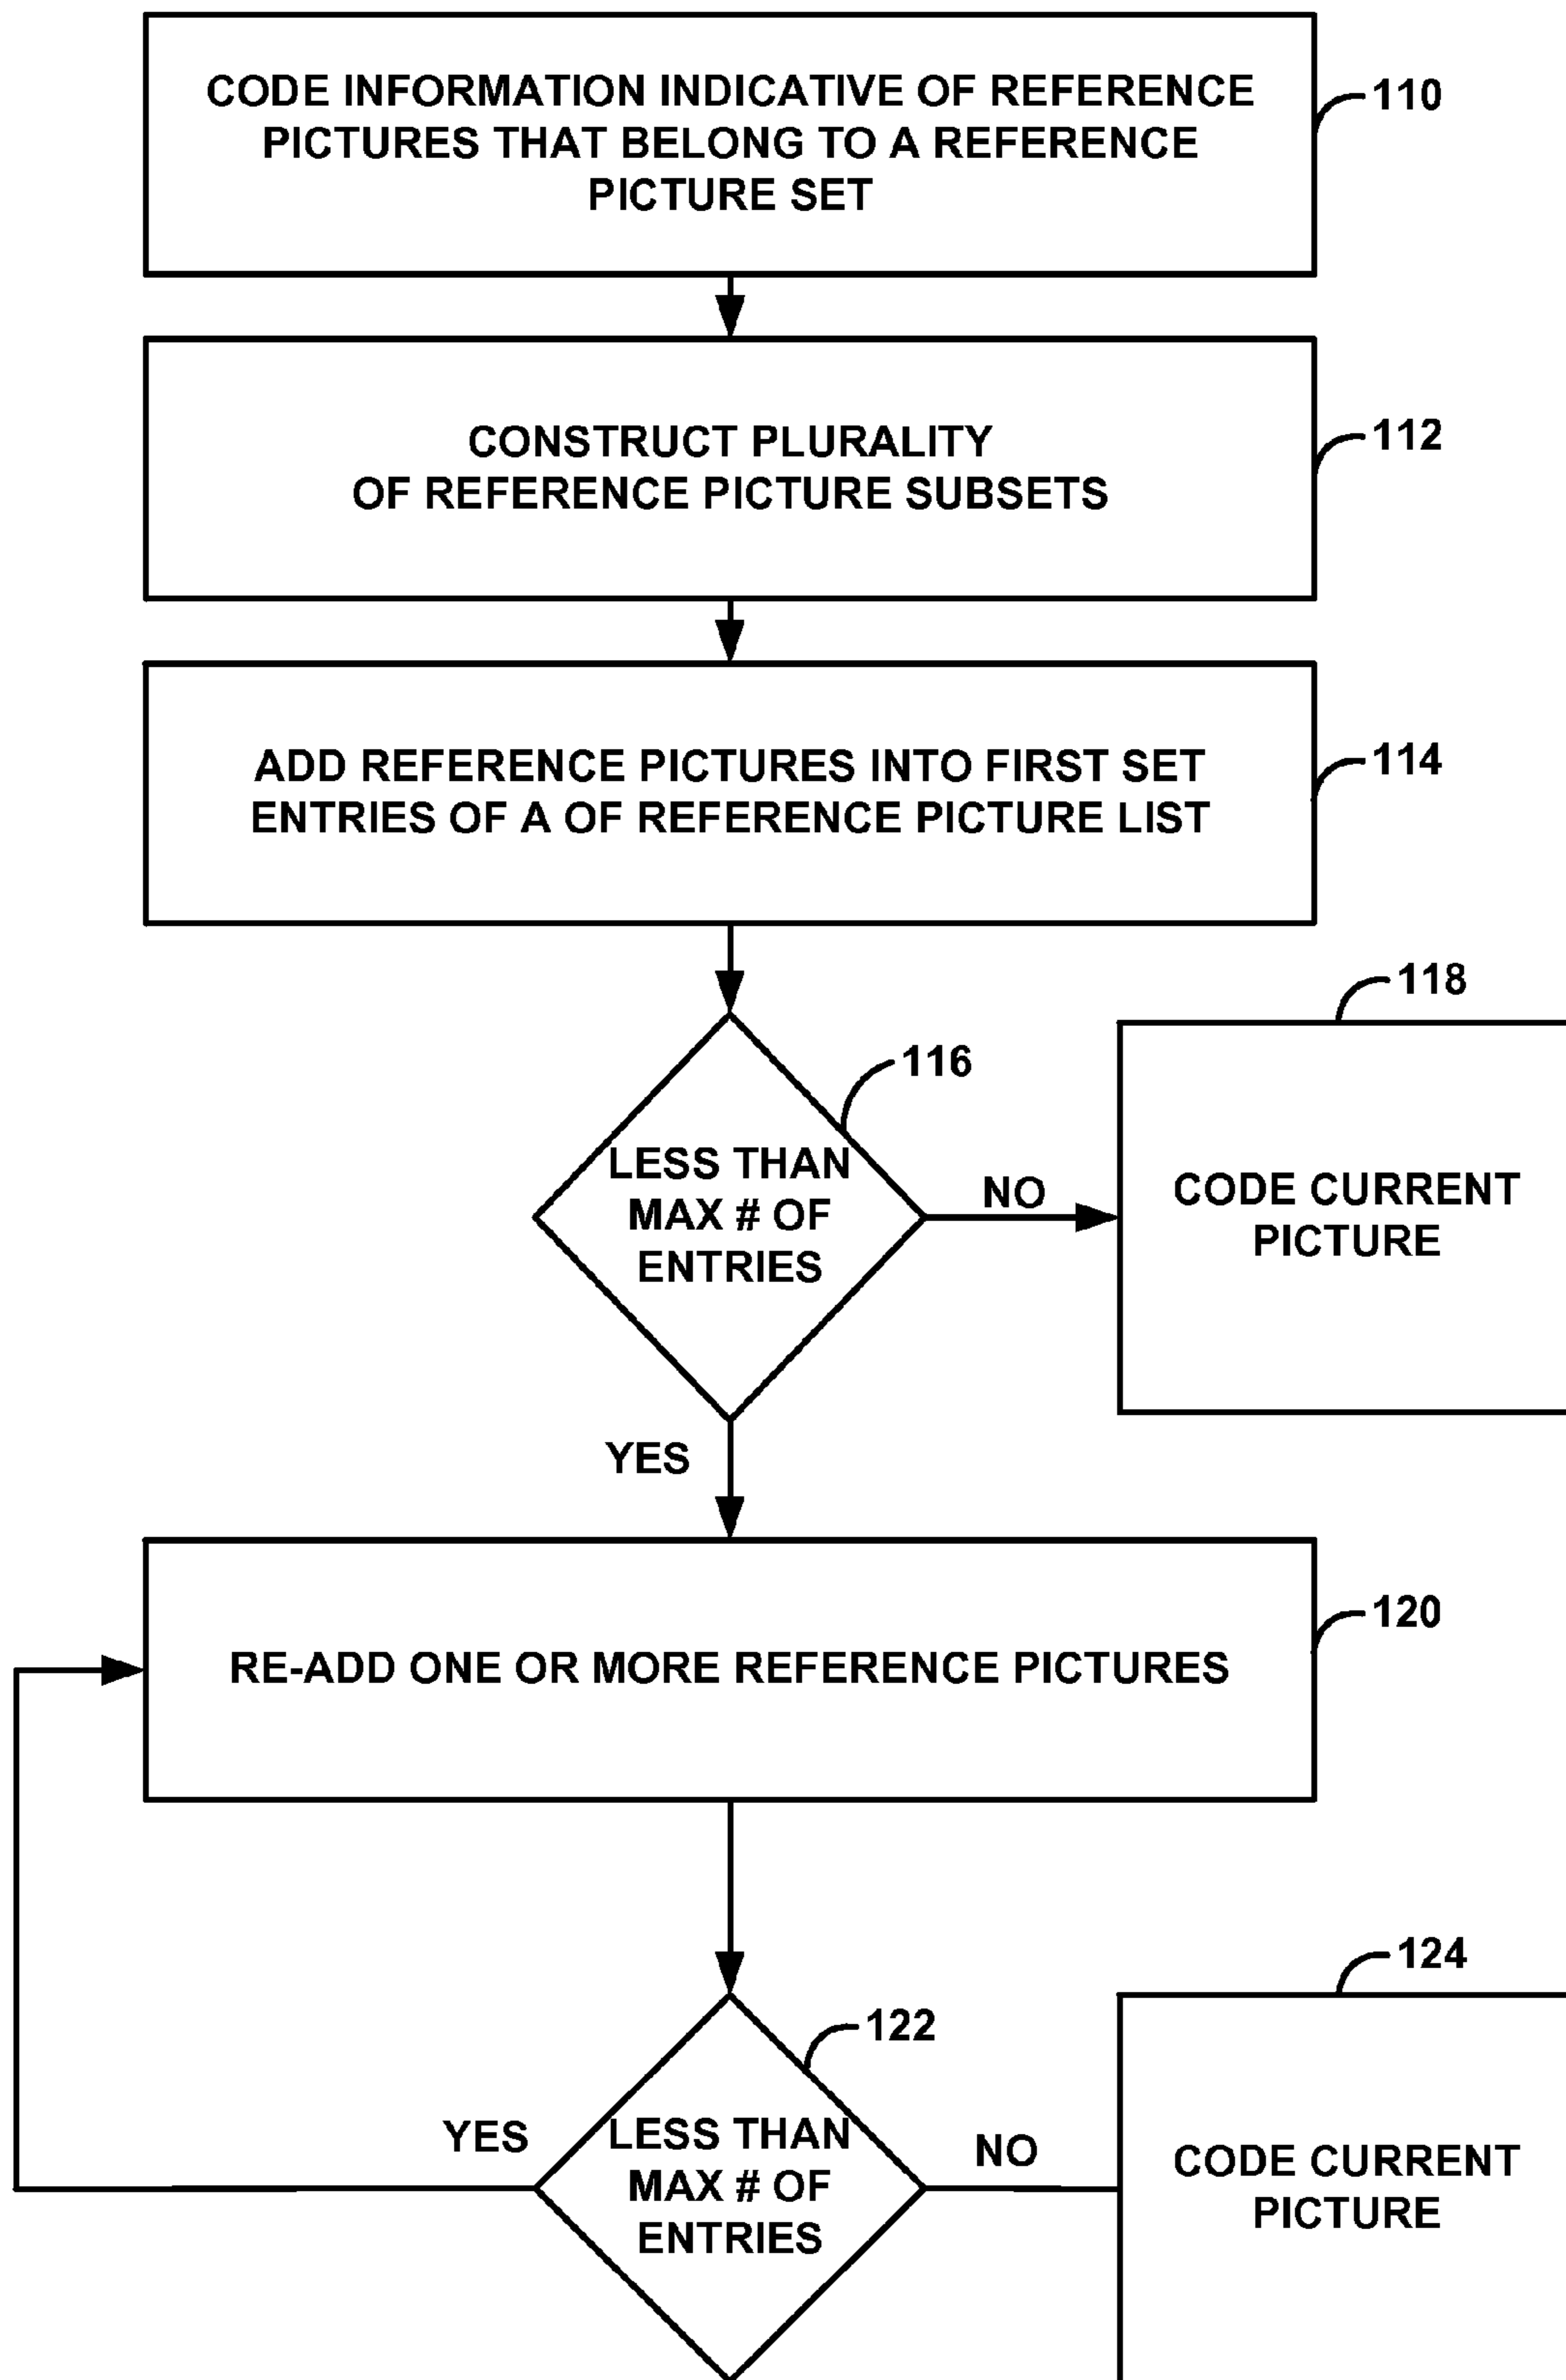 CODE INFORMATION INDICATIVE OF REFERENCE
PICTURES THAT BELONG TO A REFERENCE
PICTURE SET
110
CONSTRUCT PLURALITY
OF REFERENCE PICTURE SUBSETS
112
ADD REFERENCE PICTURES INTO FIRST SET
ENTRIES OF A OF REFERENCE PICTURE LIST
114
118
116
LESS THAN
MAX # OF
ENTRIES
NO
CODE CURRENT
PICTURE
YES
120
RE-ADD ONE OR MORE REFERENCE PICTURES
124
122
YES
LESS THAN
MAX # OF
ENTRIES
NO
CODE CURRENT
PICTURE